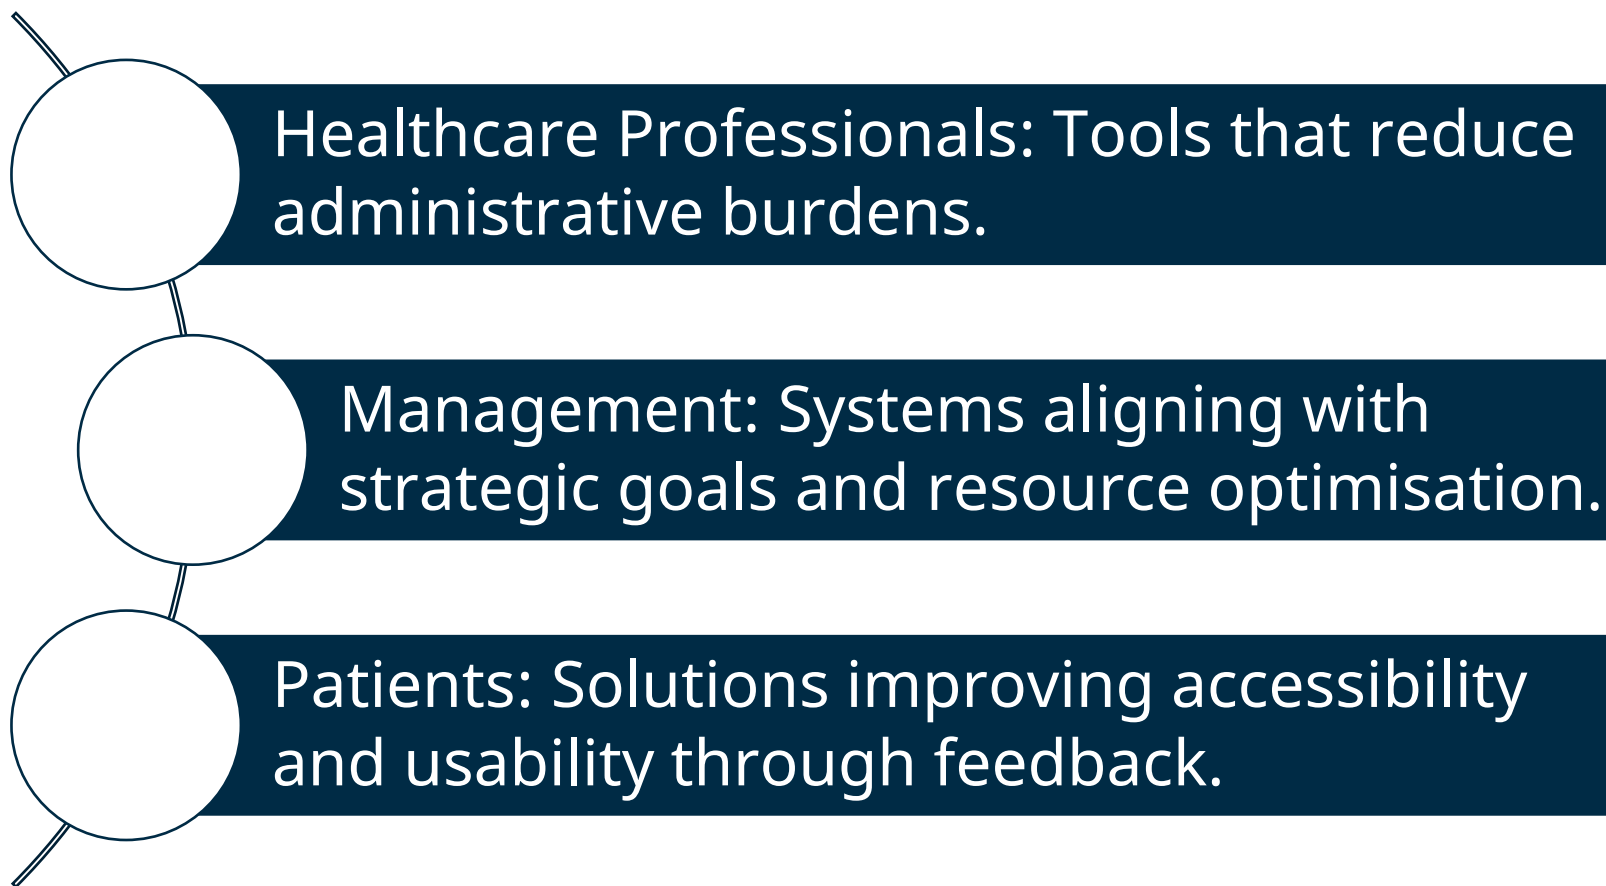 Healthcare Professionals: Tools that reduce
administrative burdens.
Management: Systems aligning with
strategic goals and resource optimisation.
Patients: Solutions improving accessibility
and usability through feedback.